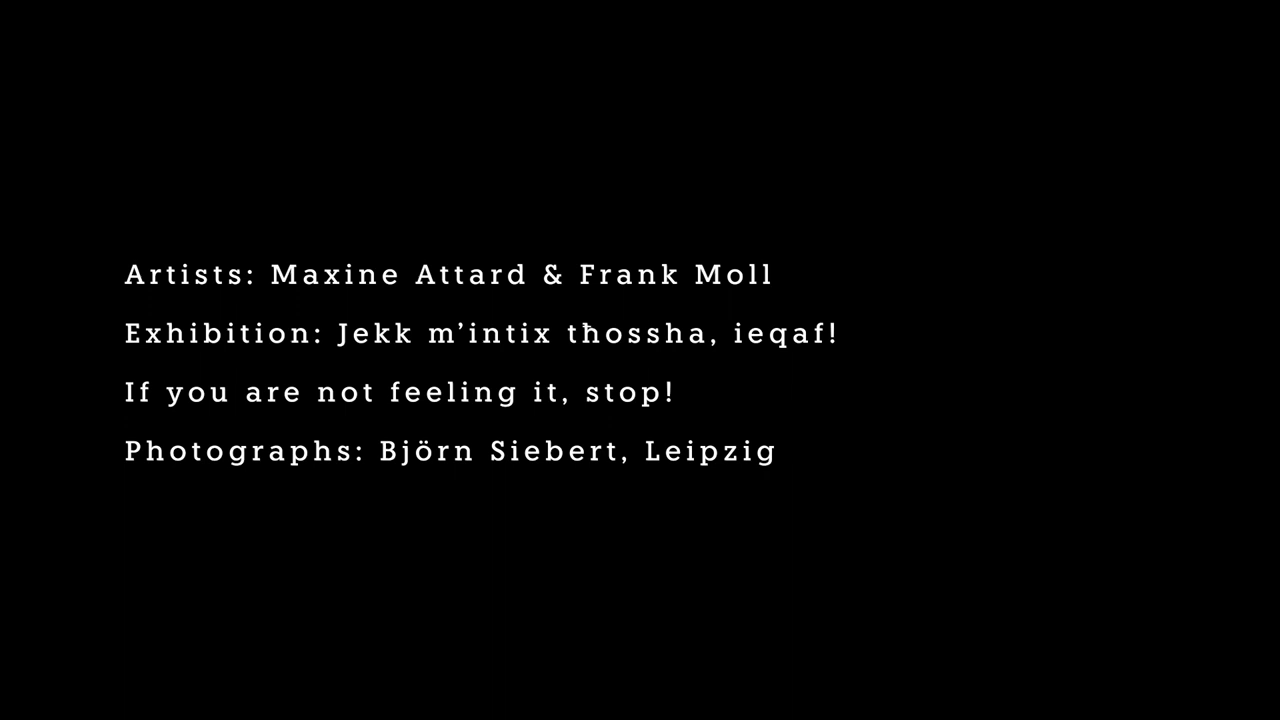 Artists: Maxine Attard & Frank Moll
Exhibition: Jekk m’intix tħossha, ieqaf!
If you are not feeling it, stop!
Photographs: Björn Siebert, Leipzig